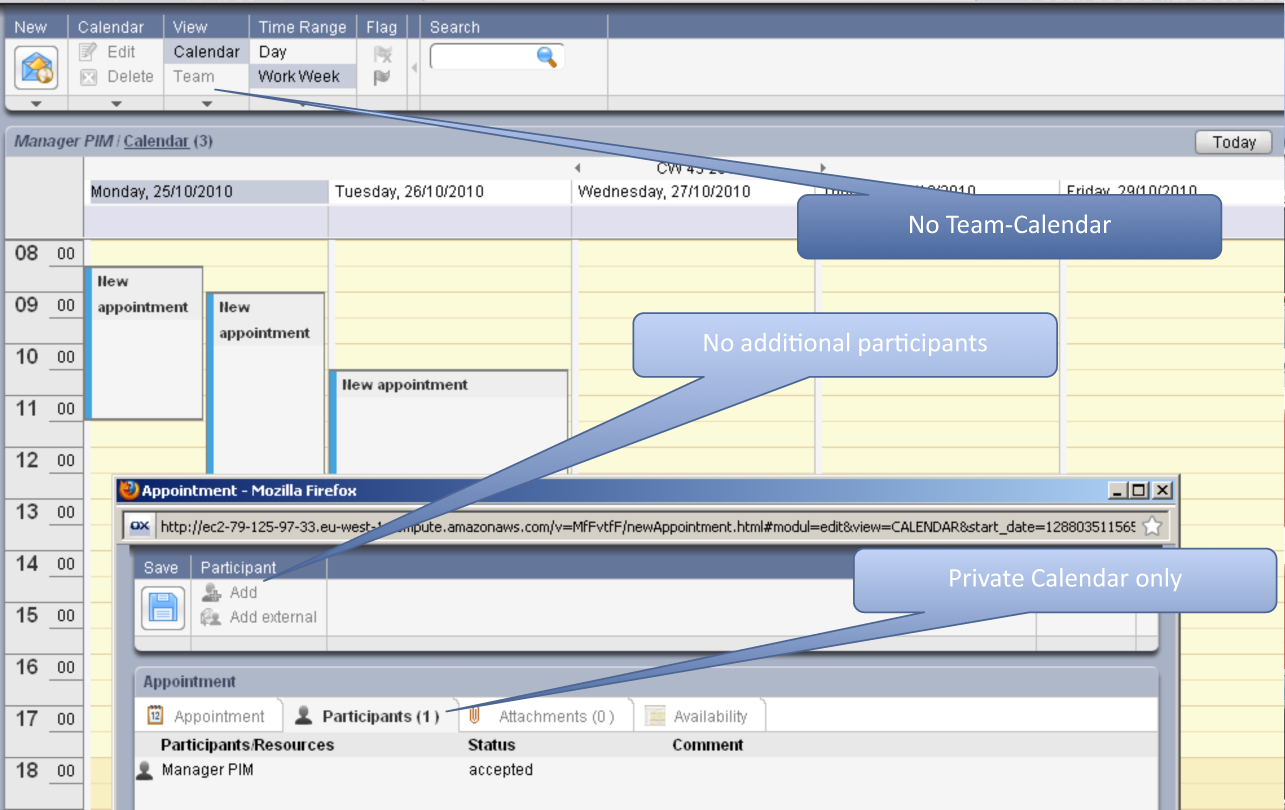 New Calendar View Time Range Flag Search
Edit Calendar Day
Delete Team Work Week
Manager PIM / Calendar (3) Today
CW 43
Monday, 25/10/2010 Tuesday, 26/10/2010 Wednesday, 27/10/2010 Friday, 29/10/2010
No Team-Calendar
08 00
New
09 00 appointment New
appointment
No additional participants
10 00
New appointment
11 00
12 00
Appointment - Mozilla Firefox
13 00
OX http://ec2-79-125-97-33.eu-west-1.compute.amazonaws.com/v=MfFvtfF/newAppointment.html#modul=edit&view=CALENDAR&start_date=128803511565
14 00 Save Participant Private Calendar only
Add
15 00 Add external
16 00
Appointment
17 00 12 Appointment Participants (1) Attachments (0) Availability
Participants/Resources Status Comment
18 00 Manager PIM accepted